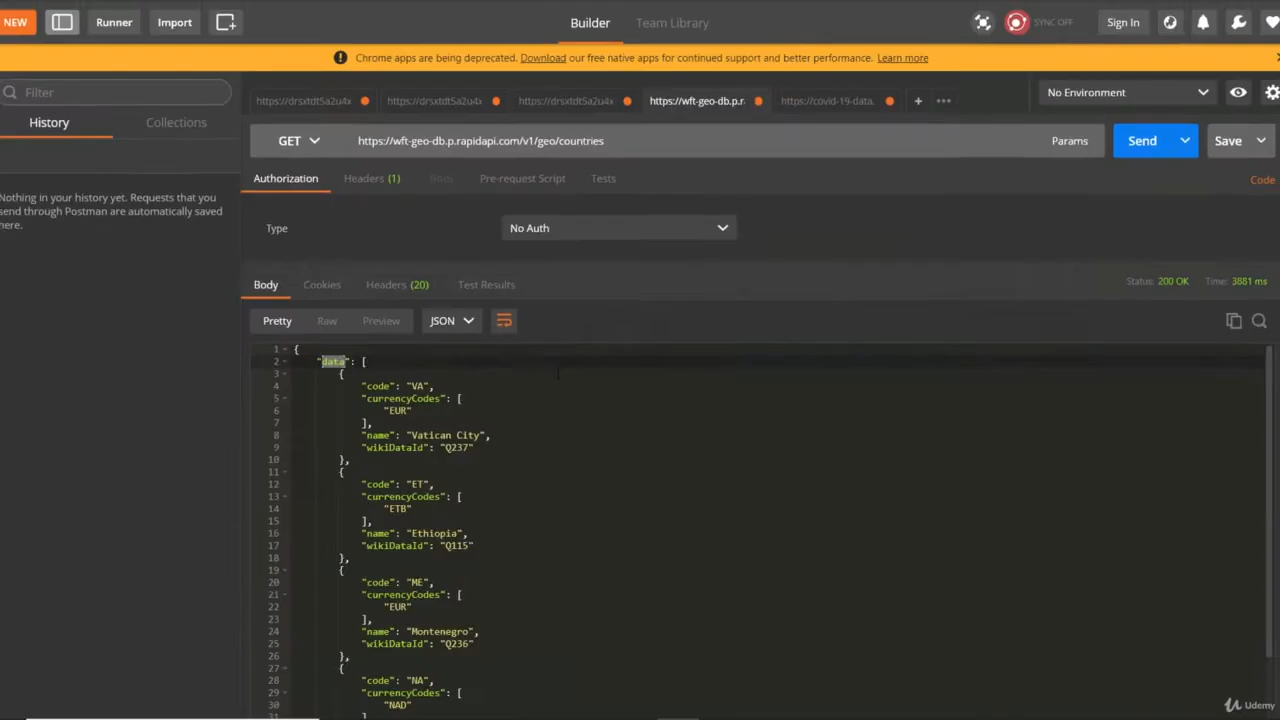 NEW Runner Import Builder Team Library SYNC OFF Sign In
Chrome apps are being deprecated. Download our free native apps for continued support and better performance. Learn more
Filter
https://drsxtdt5a2u4x https://drsxtdt5a2u4x https://drsxtdt5a2u4x https://wft-geo-db.p.r https://covid-19-data. + ••• No Environment
History Collections
GET https://wft-geo-db.p.rapidapi.com/v1/geo/countries Params Send Save
Authorization Headers (1) Body Pre-request Script Tests Code
Nothing in your history yet. Requests that you
send through Postman are automatically saved
here.
Type No Auth
Body Cookies Headers (20) Test Results Status: 200 OK Time: 3881 ms
Pretty Raw Preview JSON
1 {
2 "data": [
3 {
4 "code": "VA",
5 "currencyCodes": [
6 "EUR"
7 ],
8 "name": "Vatican City",
9 "wikiDataId": "Q237"
10 },
11 {
12 "code": "ET",
13 "currencyCodes": [
14 "ETB"
15 ],
16 "name": "Ethiopia",
17 "wikiDataId": "Q115"
18 },
19 {
20 "code": "ME",
21 "currencyCodes": [
22 "EUR"
23 ],
24 "name": "Montenegro",
25 "wikiDataId": "Q236"
26 },
27 {
28 "code": "NA",
29 "currencyCodes": [
30 "NAD"
31 ]
Udemy